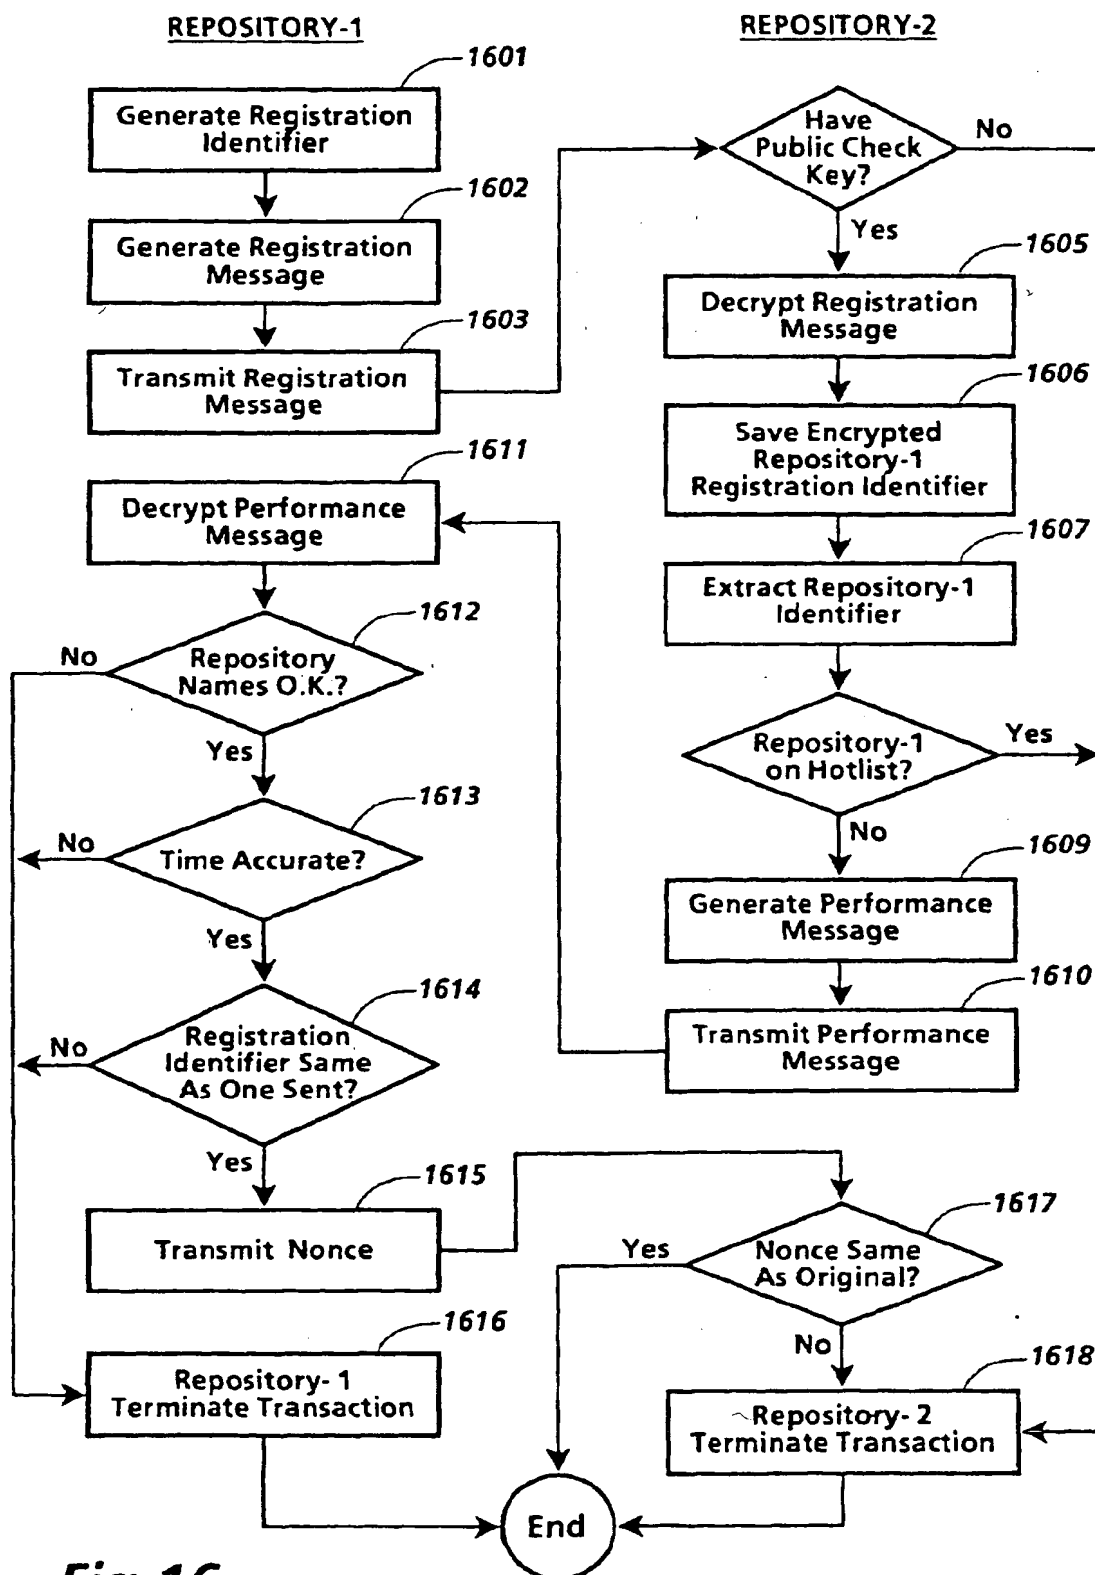 REPOSITORY-1
1601
Generate Registration
Identifier
1602
Generate Registration
Message
1603
Transmit Registration
Message
1611
Decrypt Performance
Message
1612
Repository
Names O.K.?
No
Yes
1613
Time Accurate?
No
Yes
1614
Registration
Identifier Same
As One Sent?
No
Yes
1615
Transmit Nonce
1616
Repository-1
Terminate Transaction
REPOSITORY-2
Have
Public Check
Key?
No
Yes
1605
Decrypt Registration
Message
1606
Save Encrypted
Repository-1
Registration Identifier
1607
Extract Repository-1
Identifier
Repository-1
on Hotlist?
Yes
No
1609
Generate Performance
Message
1610
Transmit Performance
Message
1617
Nonce Same
As Original?
Yes
No
1618
Repository-2
Terminate Transaction
End
Fig.16